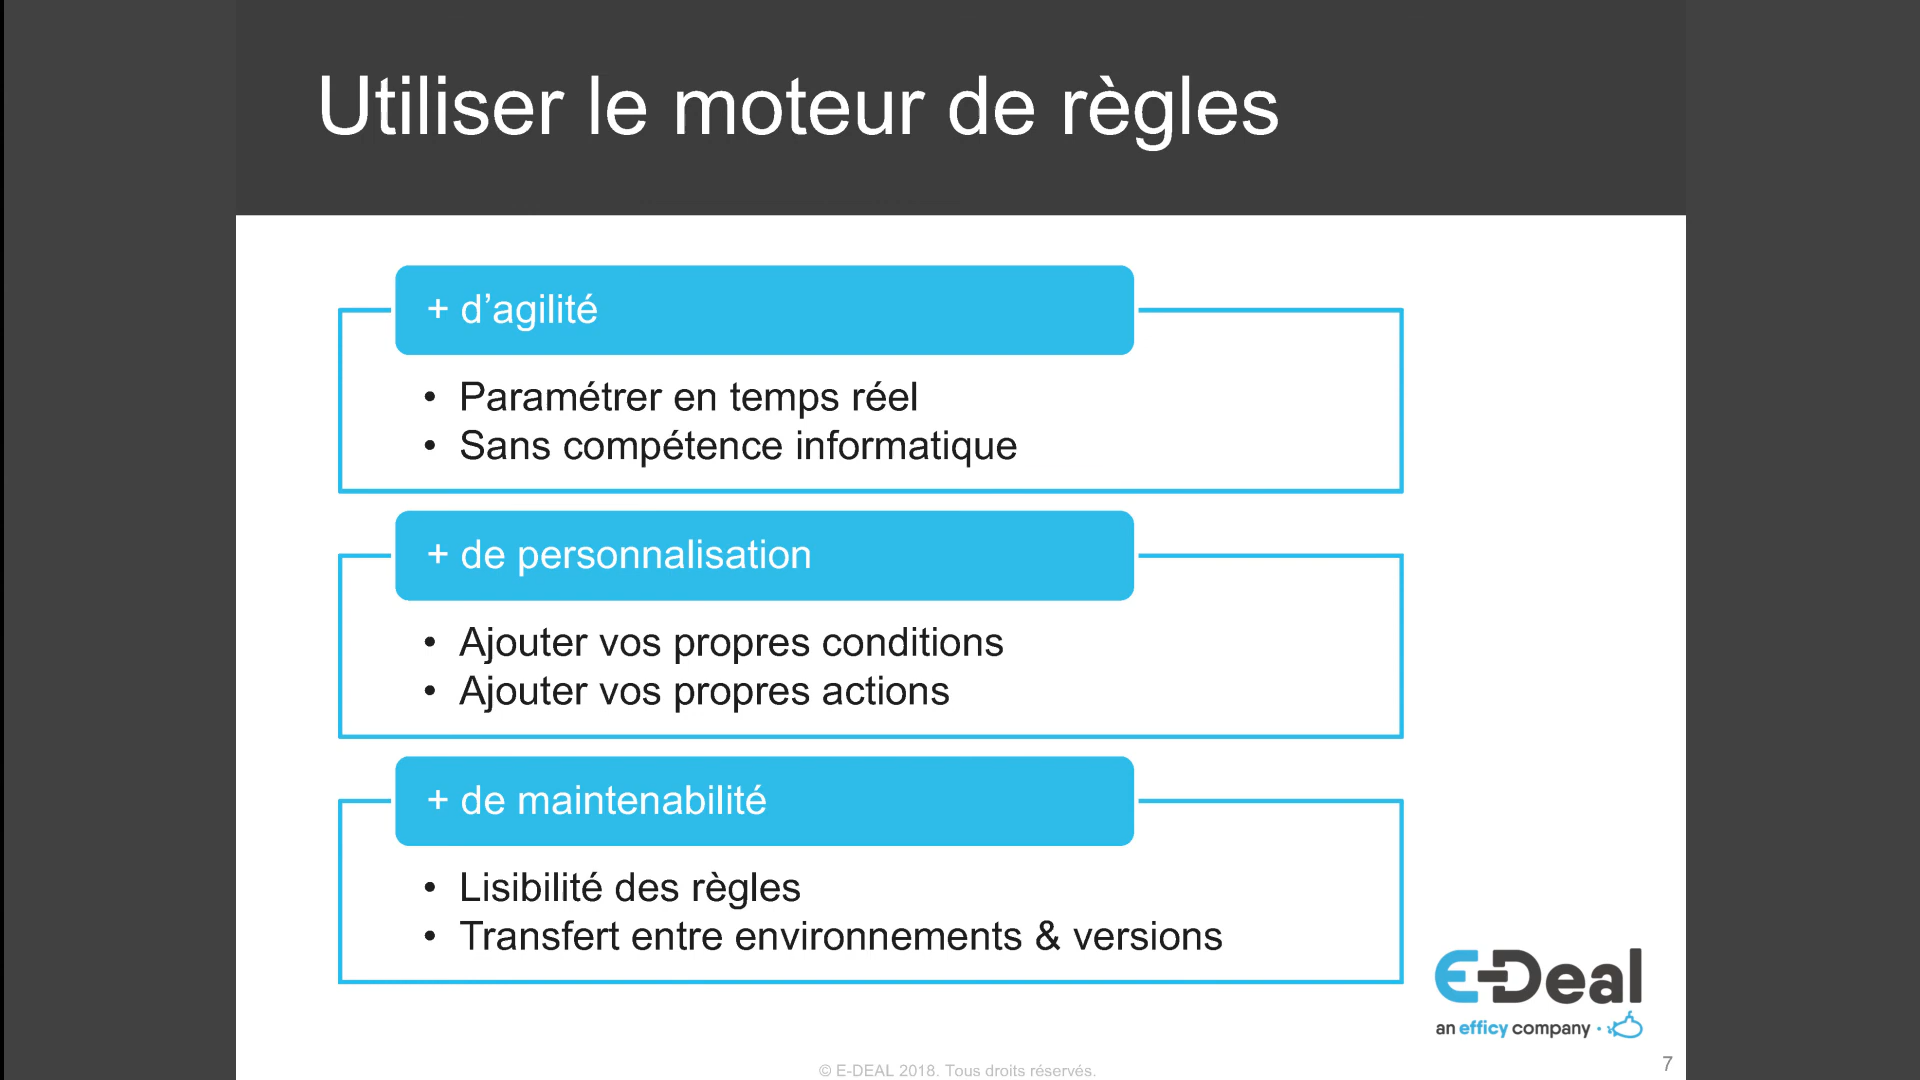 Utiliser le moteur de règles
+ d’agilité
• Paramétrer en temps réel
• Sans compétence informatique
+ de personnalisation
• Ajouter vos propres conditions
• Ajouter vos propres actions
+ de maintenabilité
• Lisibilité des règles
• Transfert entre environnements & versions
E-Deal
an efficy company
© E-DEAL 2018. Tous droits réservés.
7